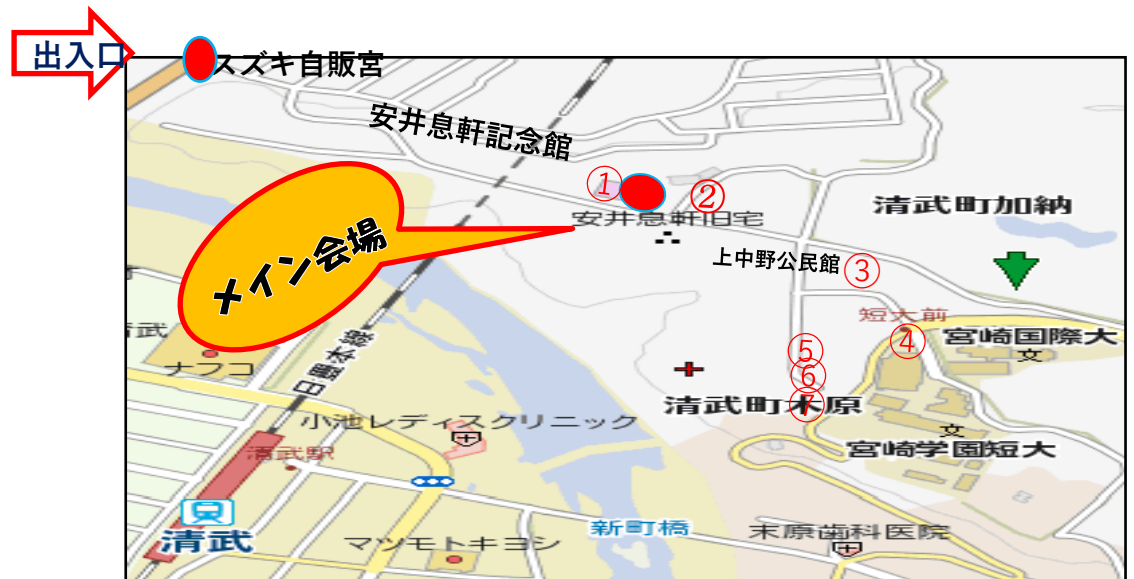 出入口
スズキ自販宮
安井息軒記念館
①
②
安井息軒旧宅
清武町加納
メイン会場
上中野公民館
③
短大前
④
宮崎国際大
文
日豊本線
武
ナフコ
⑤
⑥
清武町木原
⑦
小池レディスクリニック
文
宮崎学園短大
清武駅
清武
マツモトキヨシ
新町橋
末原歯科医院